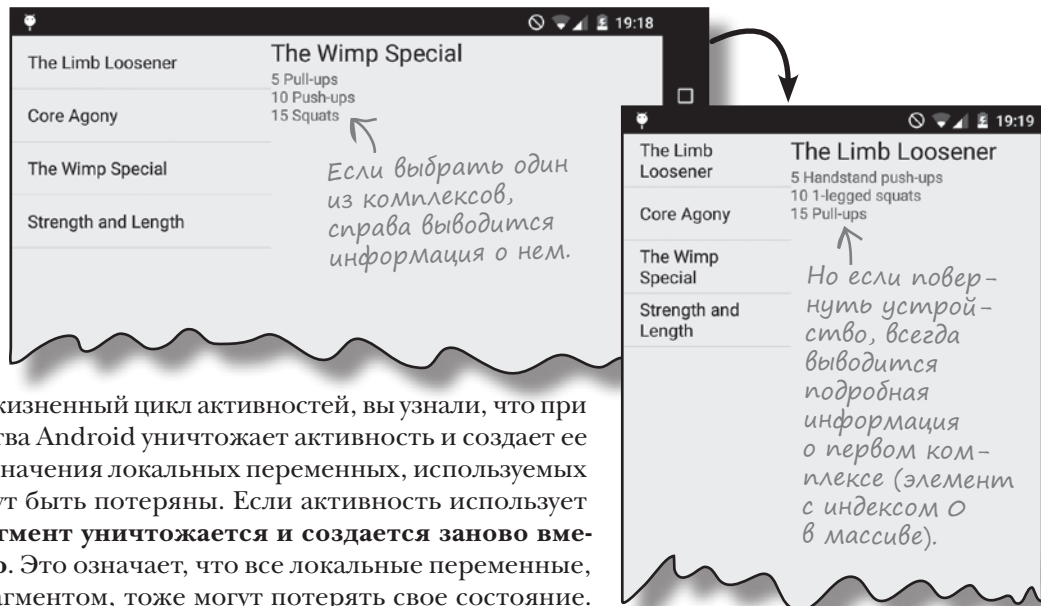 19:18
The Limb Loosener
Core Agony
The Wimp Special
Strength and Length
The Wimp Special
5 Pull-ups
10 Push-ups
15 Squats
Если выбрать один
из комплексов,
справа выводится
информация о нем.
19:19
The Limb
Loosener
Core Agony
The Wimp
Special
Strength and
Length
The Limb Loosener
5 Handstand push-ups
10 1-legged squats
15 Pull-ups
Но если повер-
нуть устрой-
ство, всегда
выводится
подробная
информация
о первом ком-
плексе (элемент
с индексом 0
в массиве).
жизненный цикл активностей, вы узнали, что при
тва Android уничтожает активность и создает ее
начения локальных переменных, используемых
ут быть потеряны. Если активность использует
гмент уничтожается и создается заново вме-
о. Это означает, что все локальные переменные,
агментом, тоже могут потерять свое состояние.